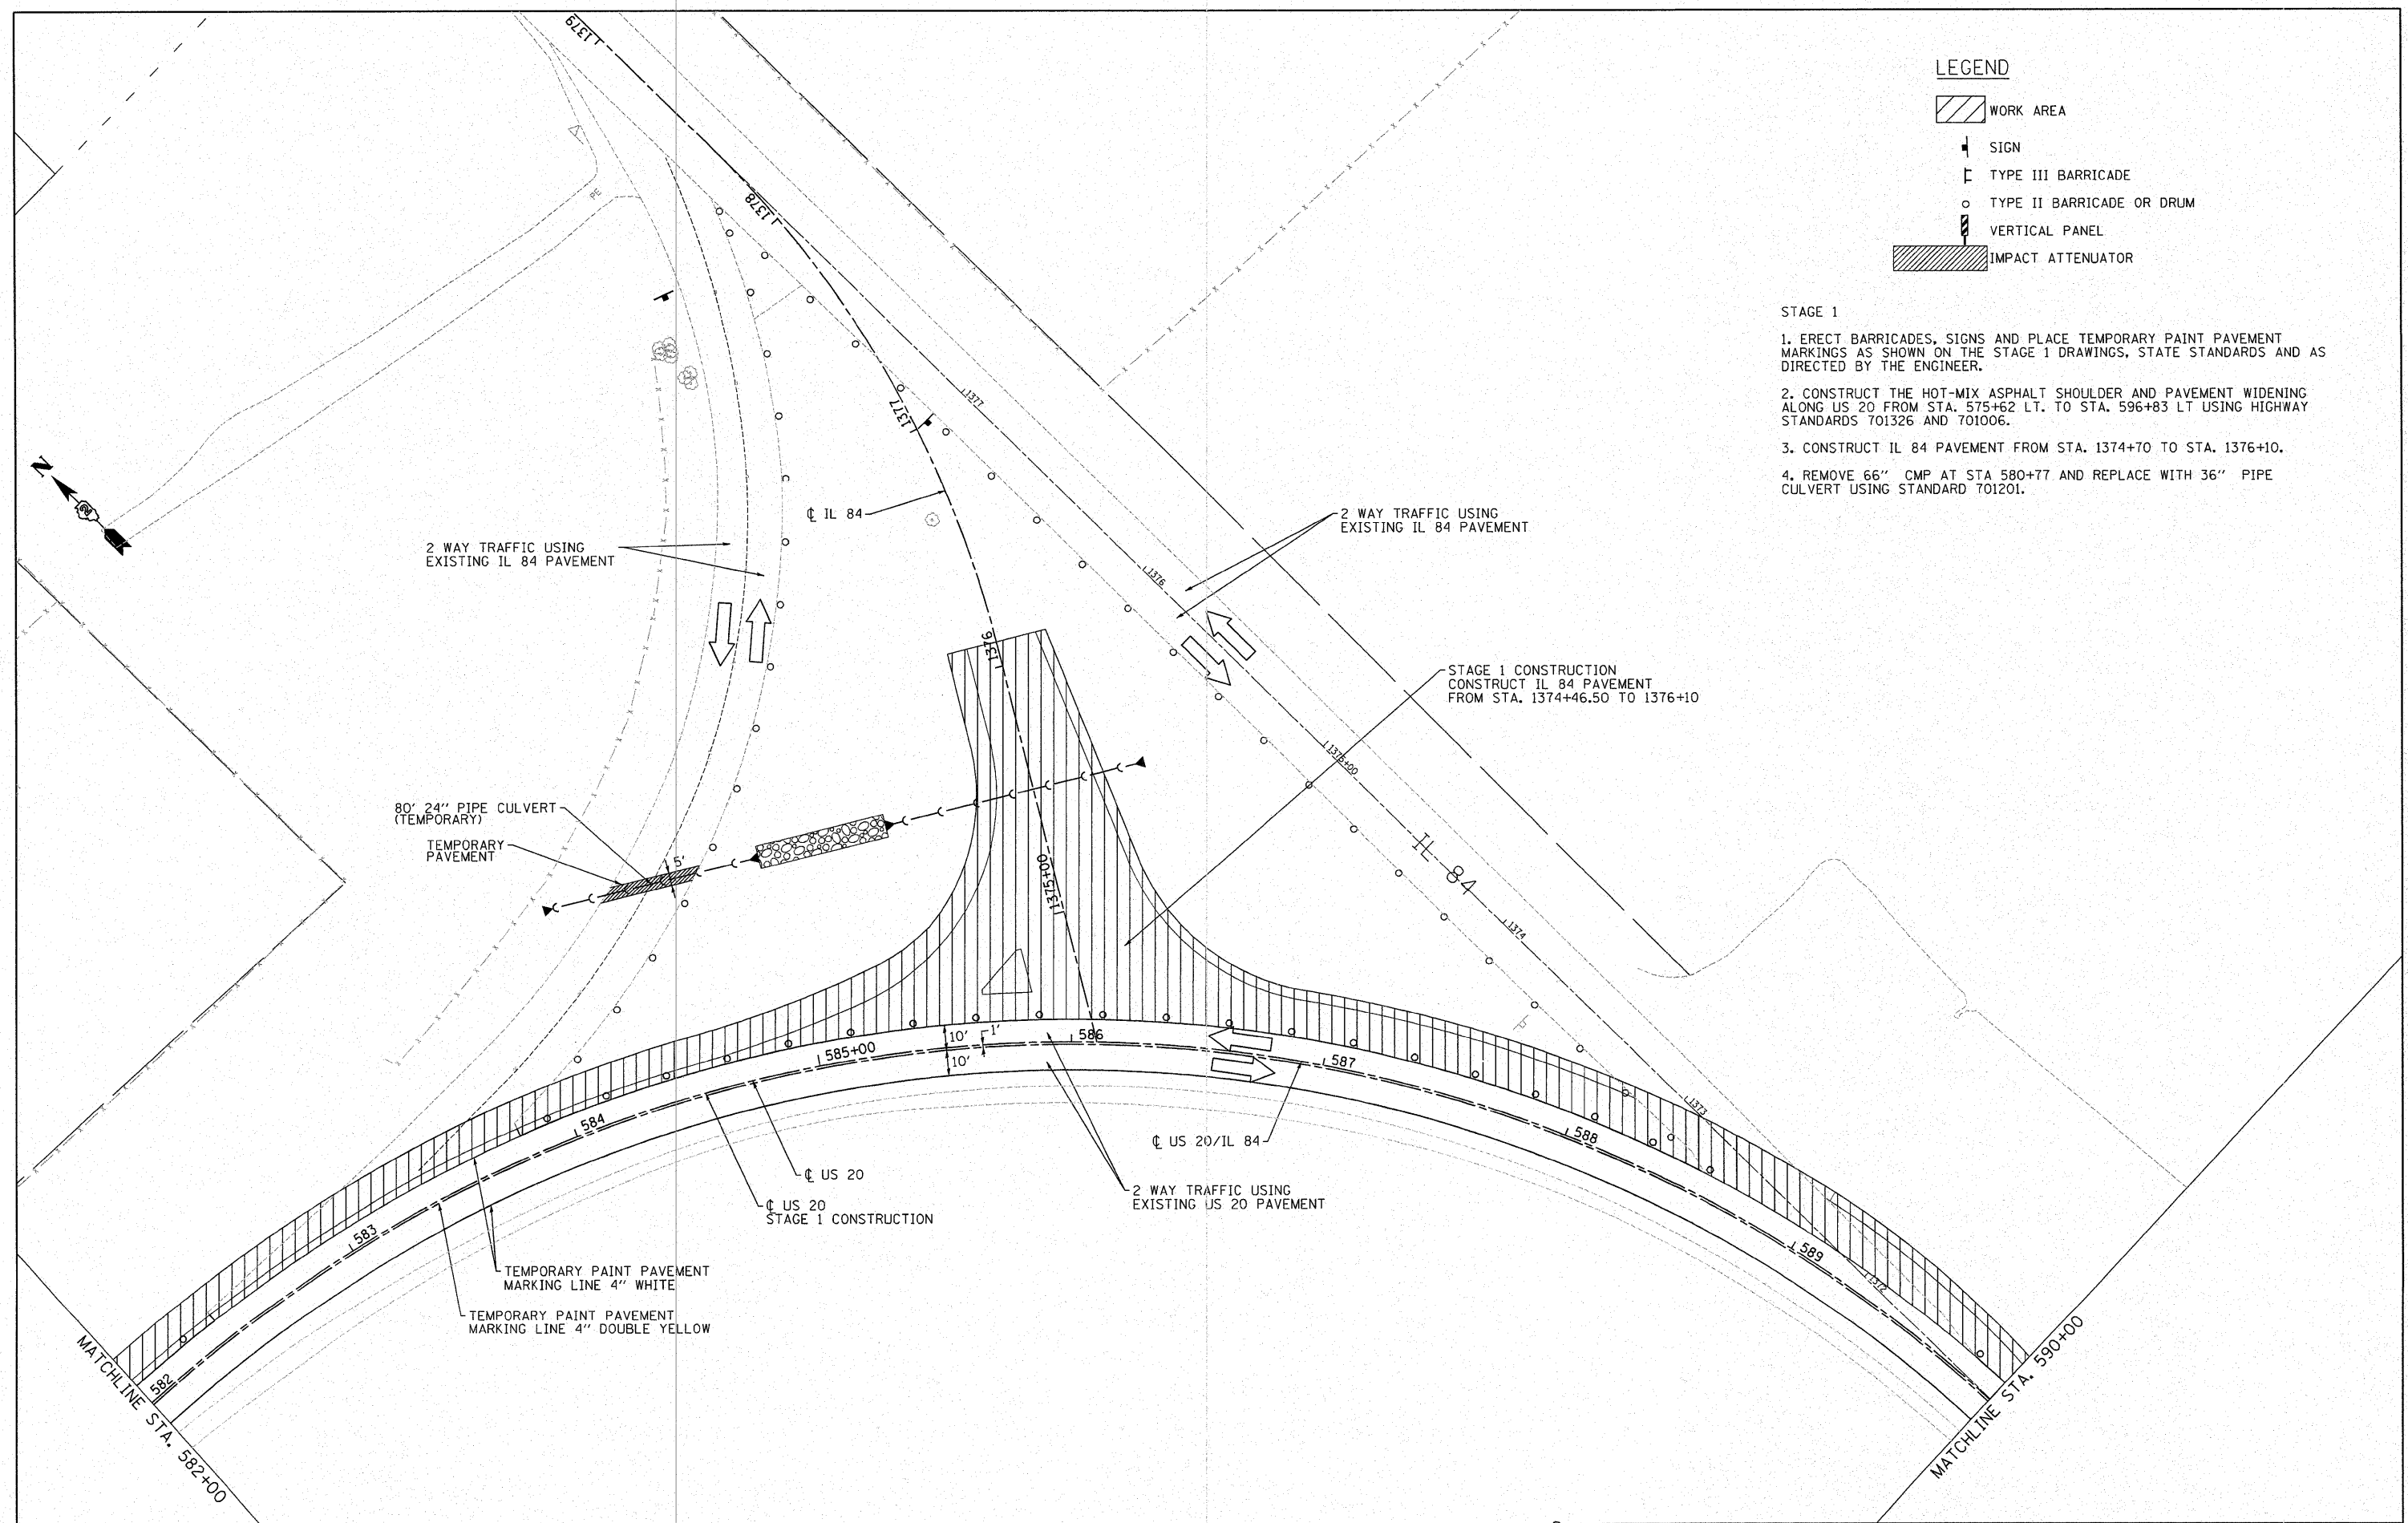 LEGEND
WORK AREA
SIGN
TYPE III BARRICADE
TYPE II BARRICADE OR DRUM
VERTICAL PANEL
IMPACT ATTENUATOR
STAGE 1
1. ERECT BARRICADES, SIGNS AND PLACE TEMPORARY PAINT PAVEMENT
MARKINGS AS SHOWN ON THE STAGE 1 DRAWINGS, STATE STANDARDS AND AS
DIRECTED BY THE ENGINEER.
2. CONSTRUCT THE HOT-MIX ASPHALT SHOULDER AND PAVEMENT WIDENING
ALONG US 20 FROM STA. 575+62 LT. TO STA. 596+83 LT USING HIGHWAY
STANDARDS 701326 AND 701006.
3. CONSTRUCT IL 84 PAVEMENT FROM STA. 1374+70 TO STA. 1376+10.
4. REMOVE 66" CMP AT STA 580+77 AND REPLACE WITH 36" PIPE
CULVERT USING STANDARD 701201.
1379
PE
1378
1377
1377
N
2
℄ IL 84
2 WAY TRAFFIC USING
EXISTING IL 84 PAVEMENT
2 WAY TRAFFIC USING
EXISTING IL 84 PAVEMENT
1376
1376
STAGE 1 CONSTRUCTION
CONSTRUCT IL 84 PAVEMENT
FROM STA. 1374+46.50 TO 1376+10
1376+00
80' 24" PIPE CULVERT
(TEMPORARY)
TEMPORARY
PAVEMENT
5'
1375+00
IL 84
1374
1373
1372
10'
1'
10'
582
583
584
585+00
586
587
588
589
℄ US 20/IL 84
℄ US 20
℄ US 20
STAGE 1 CONSTRUCTION
2 WAY TRAFFIC USING
EXISTING US 20 PAVEMENT
TEMPORARY PAINT PAVEMENT
MARKING LINE 4" WHITE
TEMPORARY PAINT PAVEMENT
MARKING LINE 4" DOUBLE YELLOW
MATCHLINE STA. 582+00
MATCHLINE STA. 590+00